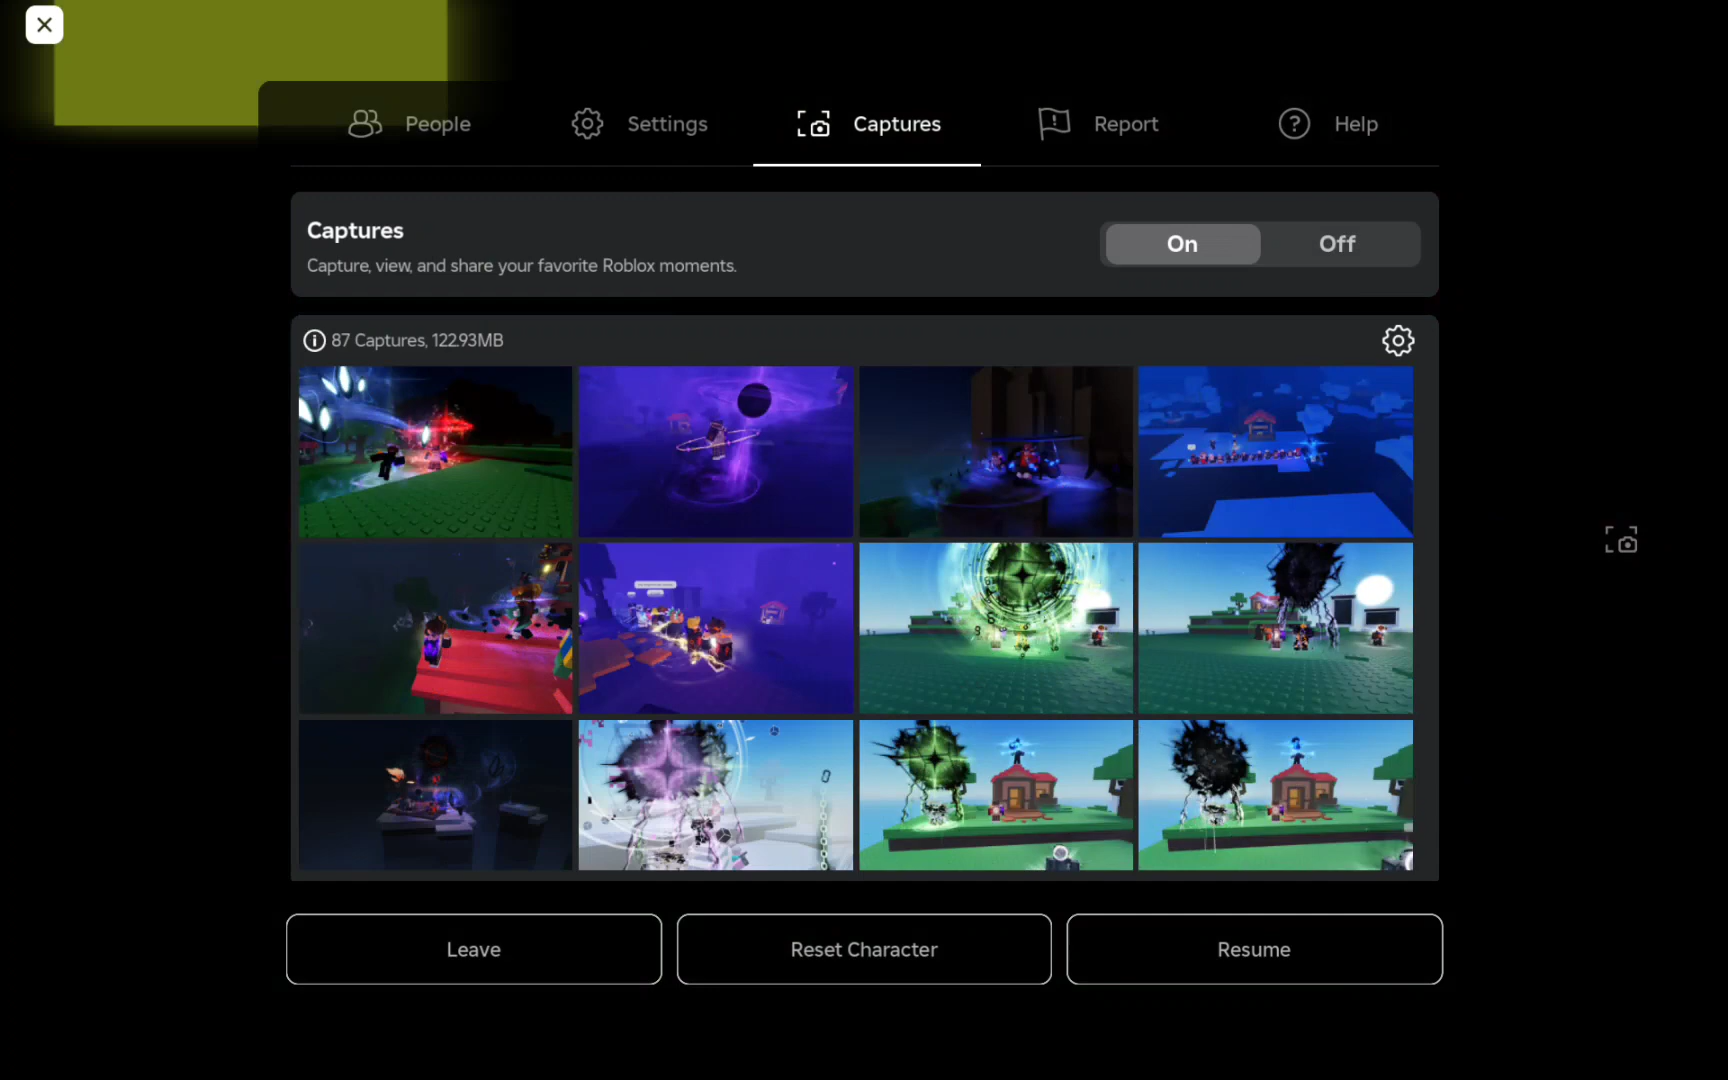 People
Settings
Captures
Report
Help
Captures
On
Off
Capture, view, and share your favorite Roblox moments.
87 Captures, 122.93MB
Leave
Reset Character
Resume